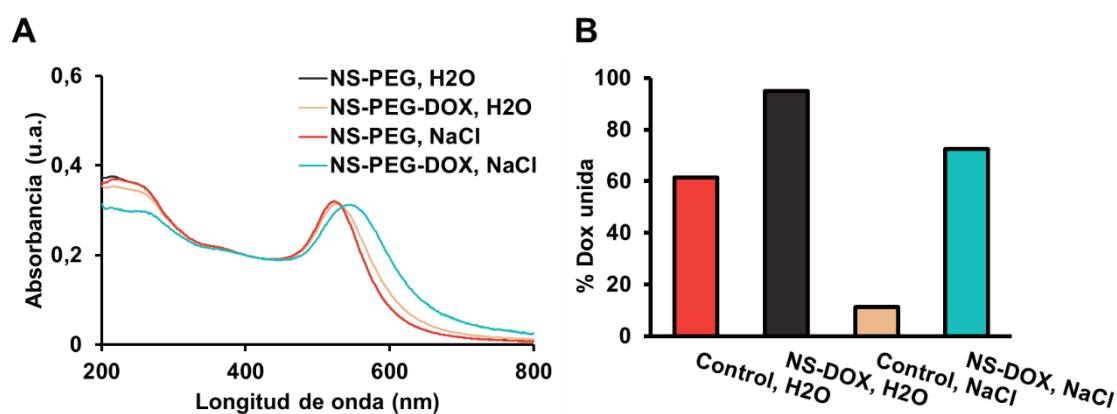 A
Absorbancia (u.a.)
0,6
0,4
0,2
0
200
400
600
800
Longitud de onda (nm)
NS-PEG, H2O
NS-PEG-DOX, H2O
NS-PEG, NaCl
NS-PEG-DOX, NaCl
B
% Dox unida
100
80
60
40
20
0
Control, H2O
NS-DOX, H2O
Control, NaCl
NS-DOX, NaCl